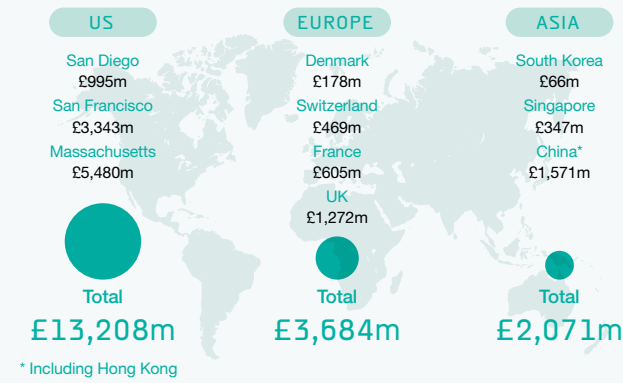 US
San Diego
£995m
San Francisco
£3,343m
Massachusetts
£5,480m
Total
£13,208m
EUROPE
Denmark
£178m
Switzerland
£469m
France
£605m
UK
£1,272m
Total
£3,684m
ASIA
South Korea
£66m
Singapore
£347m
China*
£1,571m
Total
£2,071m
* Including Hong Kong